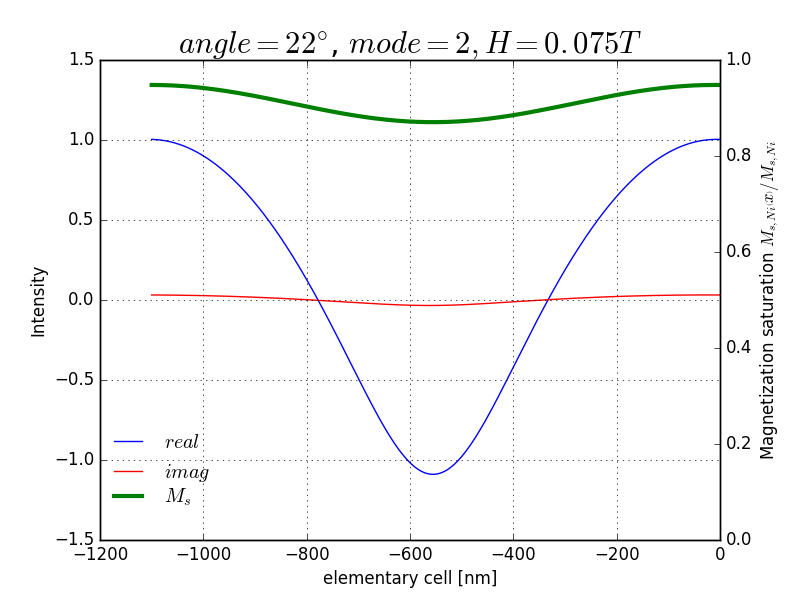 angle = 22°, mode = 2, H = 0.075T
1.5
1.0
0.5
0.0
−0.5
−1.0
−1.5
Intensity
1.0
0.8
0.6
0.4
0.2
0.0
Magnetization saturation M_{s,Ni(x)}/M_{s,Ni}
real
imag
M_s
−1200 −1000 −800 −600 −400 −200 0
elementary cell [nm]